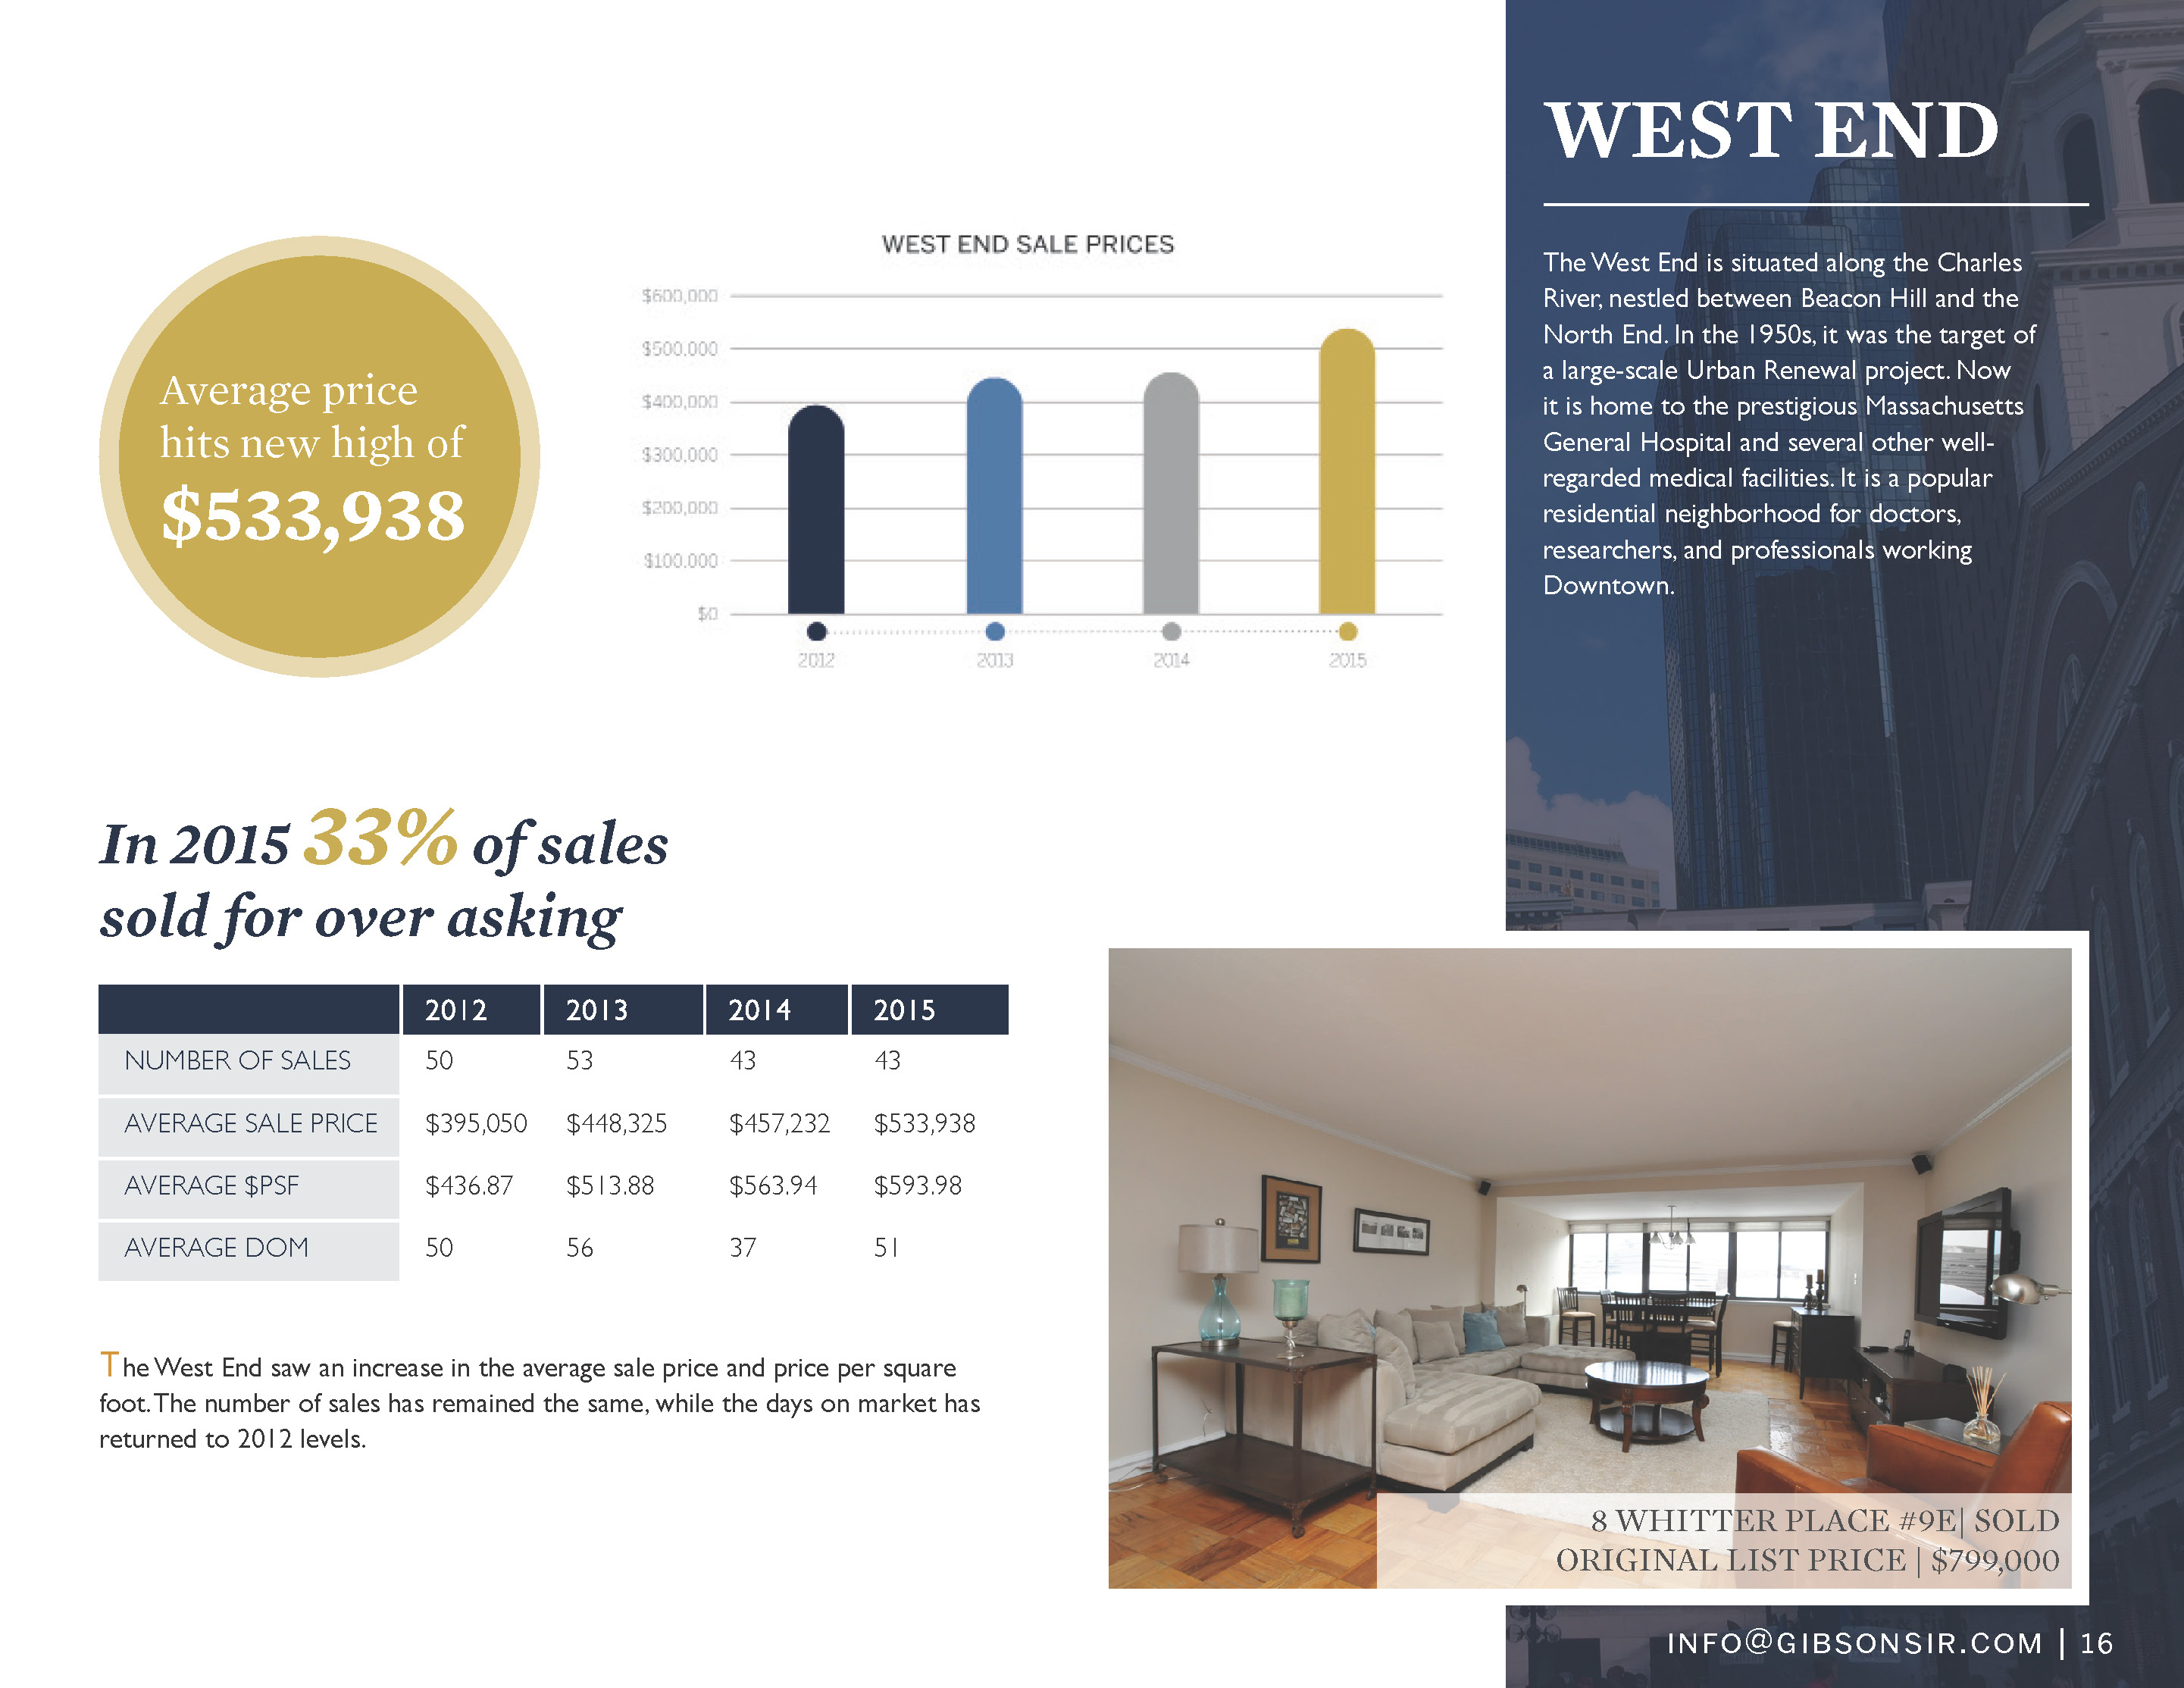 WEST END
The West End is situated along the Charles
River, nestled between Beacon Hill and the
North End. In the 1950s, it was the target of
a large-scale Urban Renewal project. Now
it is home to the prestigious Massachusetts
General Hospital and several other well-
regarded medical facilities. It is a popular
residential neighborhood for doctors,
researchers, and professionals working
Downtown.
Average price
hits new high of
$533,938
WEST END SALE PRICES
$600,000
$500,000
$400,000
$300,000
$200,000
$100,000
$0
2012 2013 2014 2015
In 2015 33% of sales
sold for over asking
2012 2013 2014 2015
NUMBER OF SALES 50 53 43 43
AVERAGE SALE PRICE $395,050 $448,325 $457,232 $533,938
AVERAGE $PSF $436.87 $513.88 $563.94 $593.98
AVERAGE DOM 50 56 37 51
The West End saw an increase in the average sale price and price per square
foot. The number of sales has remained the same, while the days on market has
returned to 2012 levels.
8 WHITTER PLACE #9E| SOLD
ORIGINAL LIST PRICE | $799,000
INFO@GIBSONSIR.COM | 16